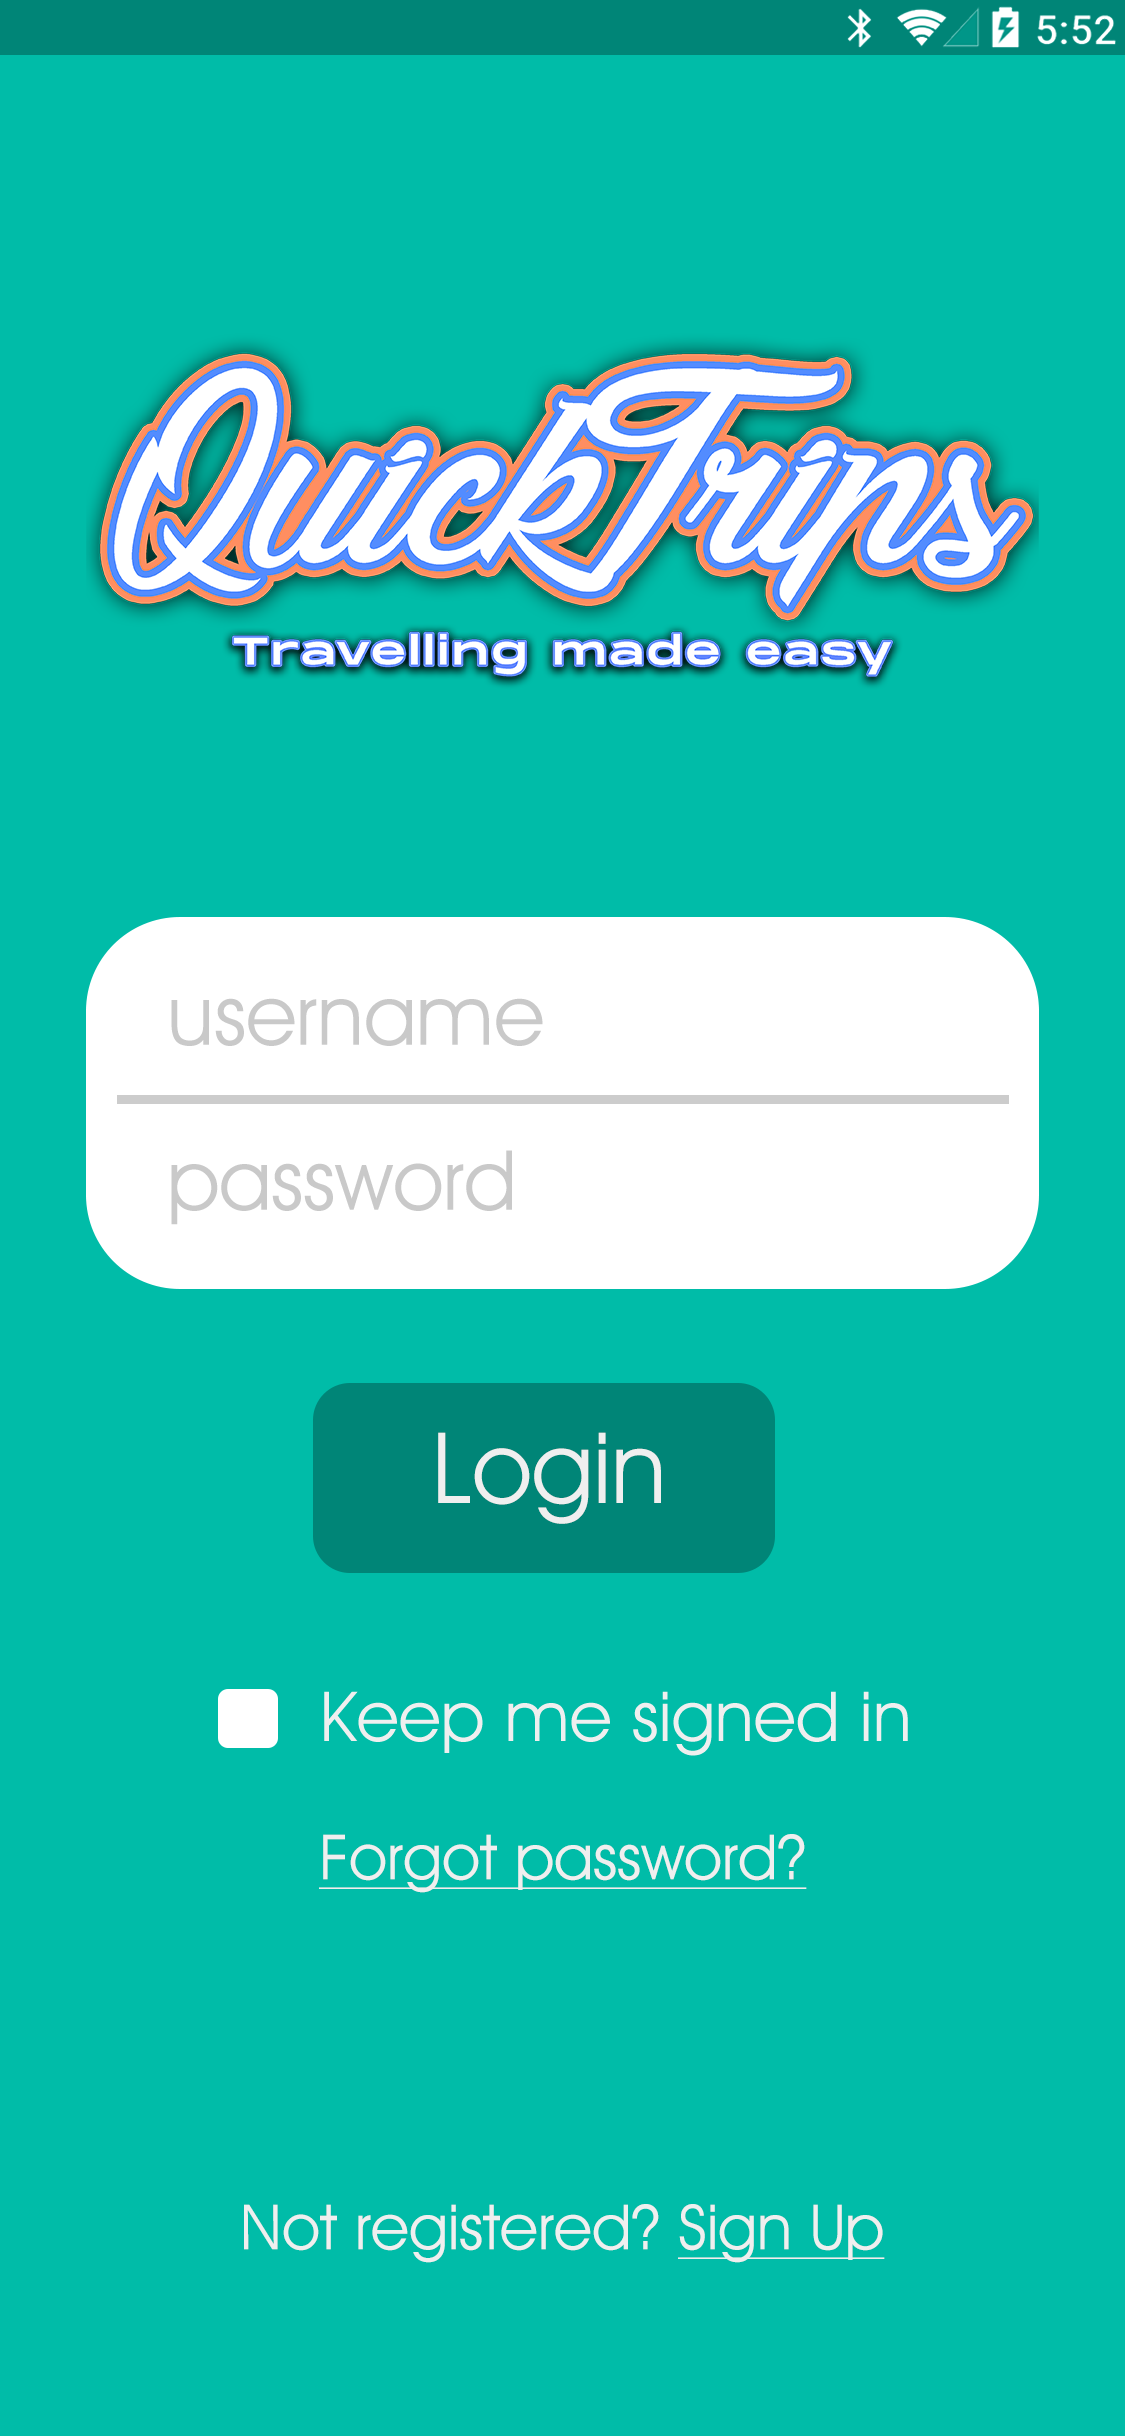 5:52
QuickTrips
Travelling made easy
username
password
Login
Keep me signed in
Forgot password?
Not registered? Sign Up